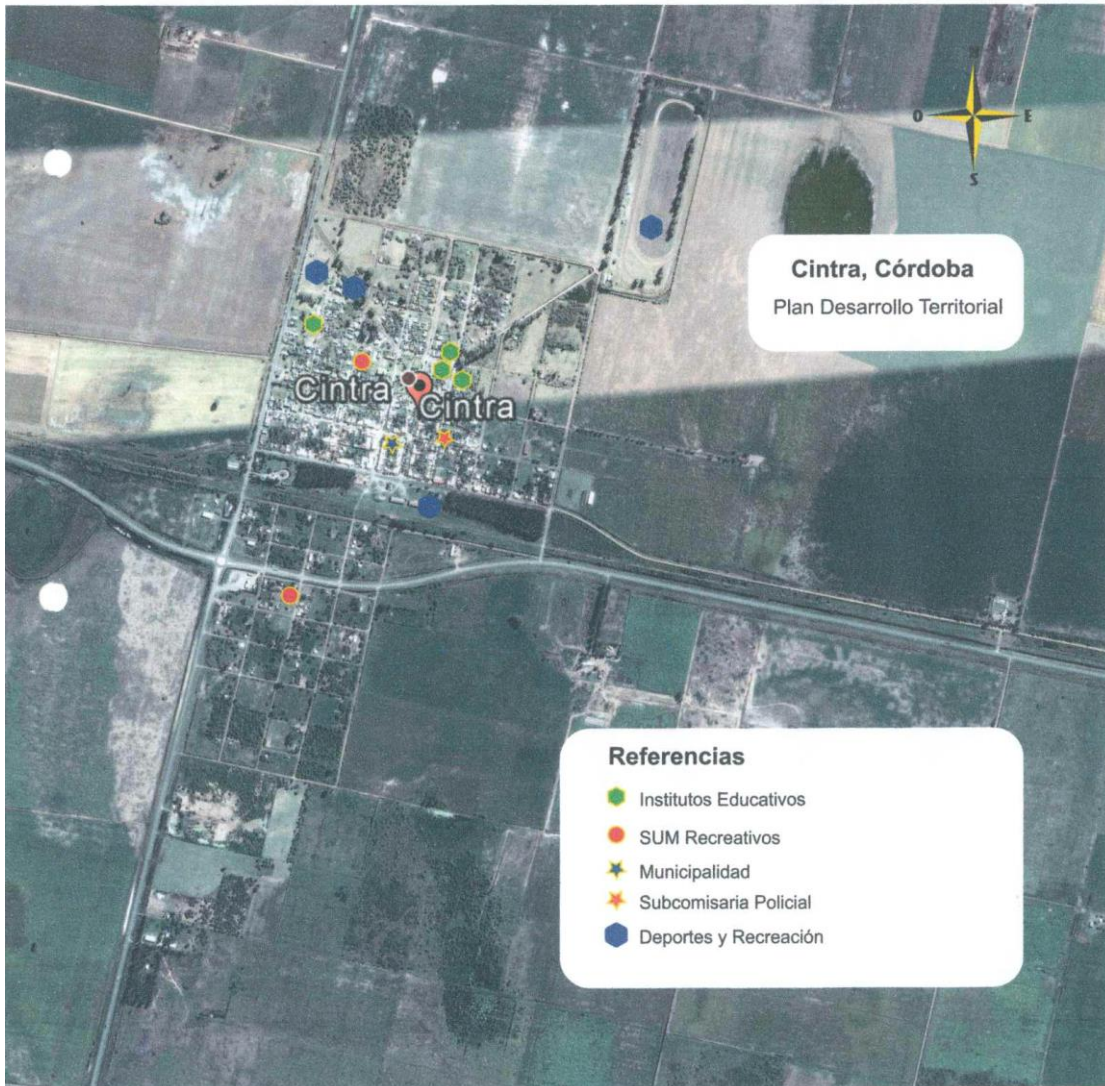 N
O
E
S
Cintra, Córdoba
Plan Desarrollo Territorial
Cintra
Cintra
Referencias
Institutos Educativos
SUM Recreativos
Municipalidad
Subcomisaria Policial
Deportes y Recreación